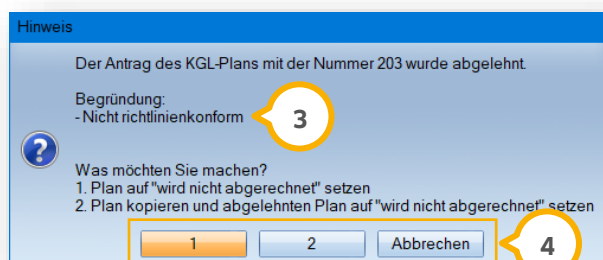 Hinweis
Der Antrag des KGL-Plans mit der Nummer 203 wurde abgelehnt.
Begründung:
- Nicht richtlinienkonform
3
Was möchten Sie machen?
1. Plan auf "wird nicht abgerechnet" setzen
2. Plan kopieren und abgelehnten Plan auf "wird nicht abgerechnet" setzen
1 2 Abbrechen
4